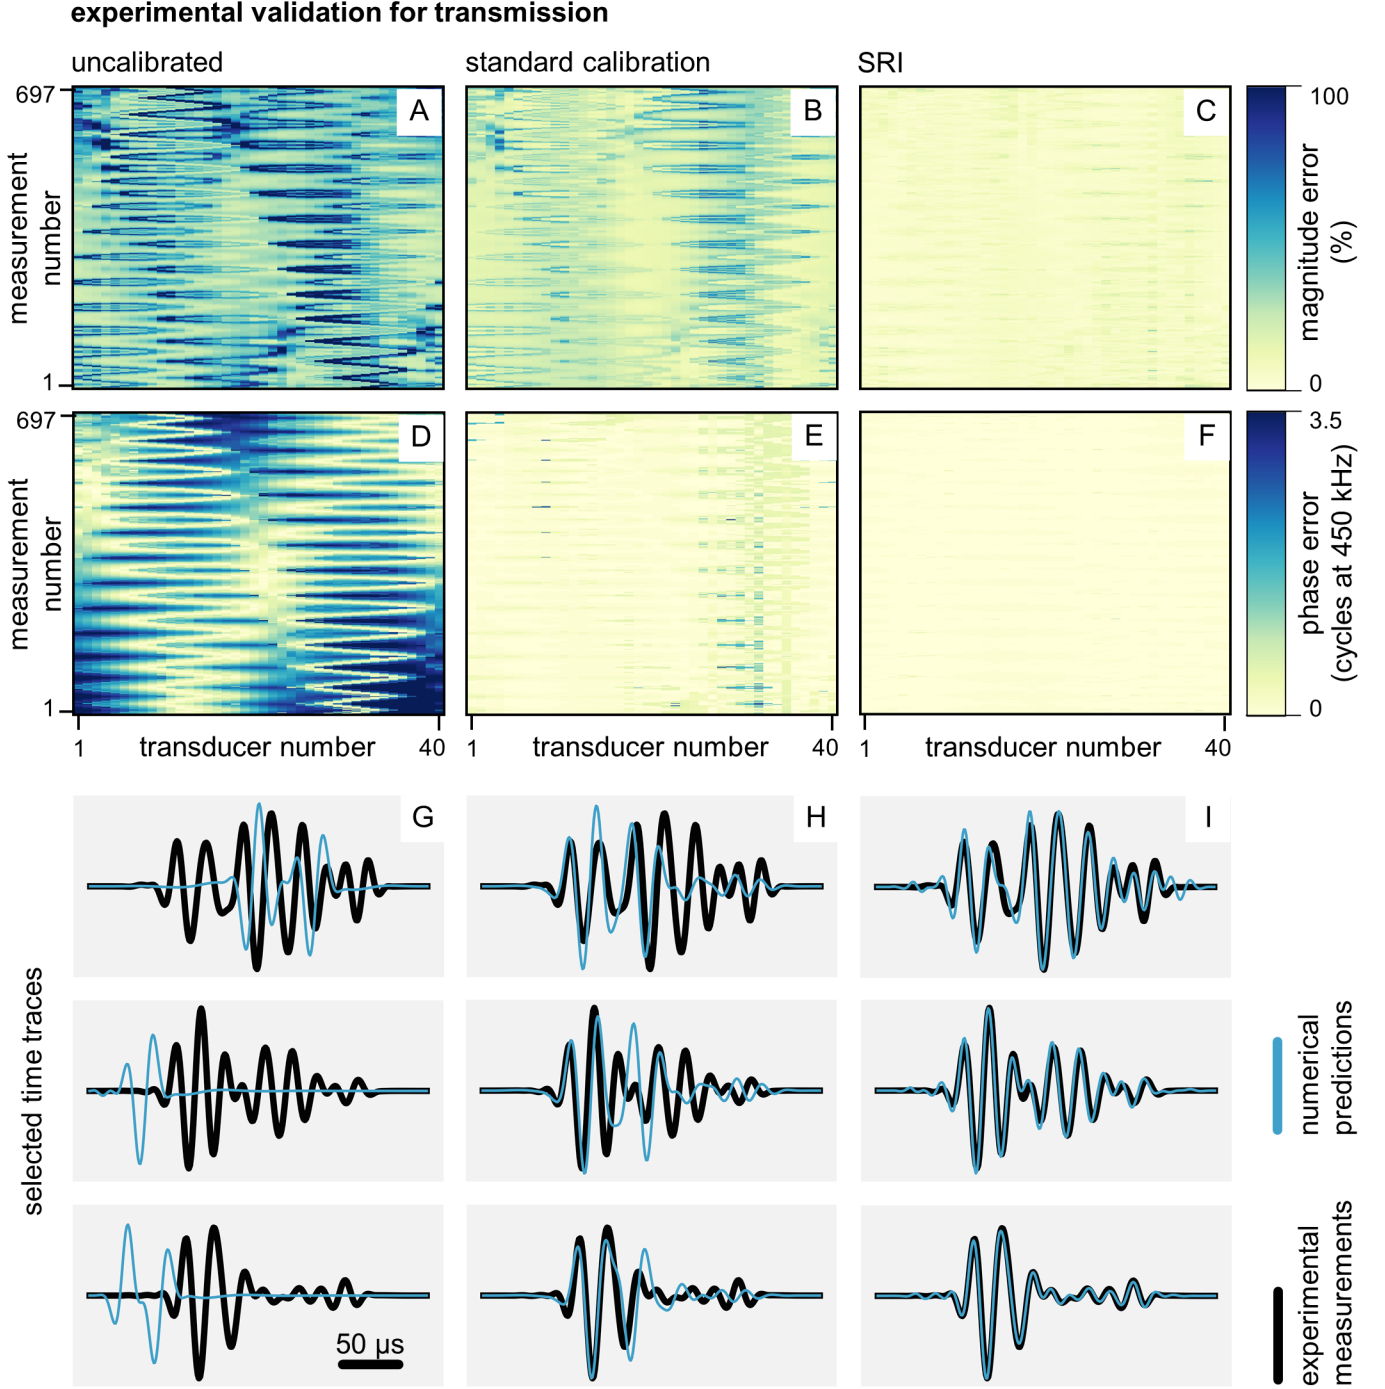 experimental validation for transmission
uncalibrated
standard calibration
SRI
697
1
measurement
number
A
B
C
100
0
magnitude error
(%)
697
1
measurement
number
D
E
F
3.5
0
phase error
(cycles at 450 kHz)
1 transducer number 40
1 transducer number 40
1 transducer number 40
selected time traces
G
H
I
50 µs
numerical
predictions
experimental
measurements